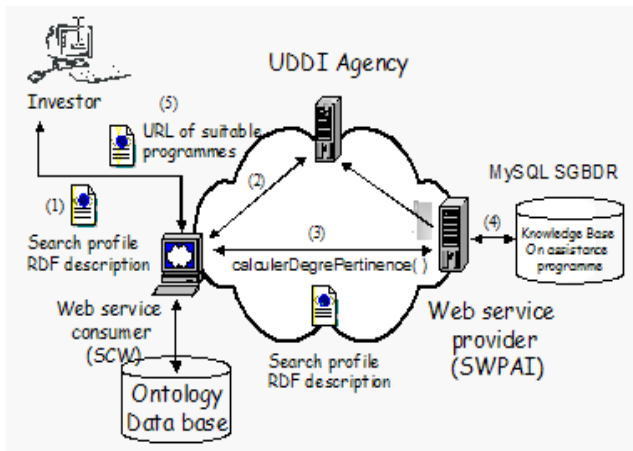 UDDI Agency
Investor
(5)
URL of suitable
programmes
(1)
(2)
MySQL SGBDR
Search profile
RDF description
(3)
calculerDegrePertinence( )
(4)
Knowledge Base
On assistance
programme
Web service
consumer
(SCW)
Web service
provider
(SWPAI)
Search profile
RDF description
Ontology
Data base